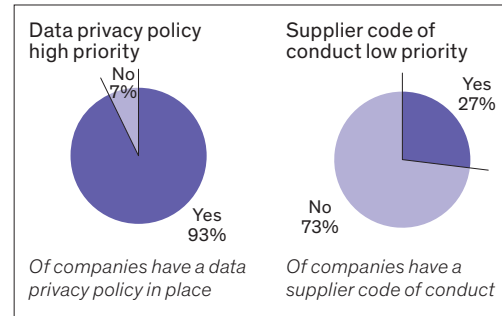 Data privacy policy
high priority
No
7%
Yes
93%
Of companies have a data
privacy policy in place
Supplier code of
conduct low priority
Yes
27%
No
73%
Of companies have a
supplier code of conduct